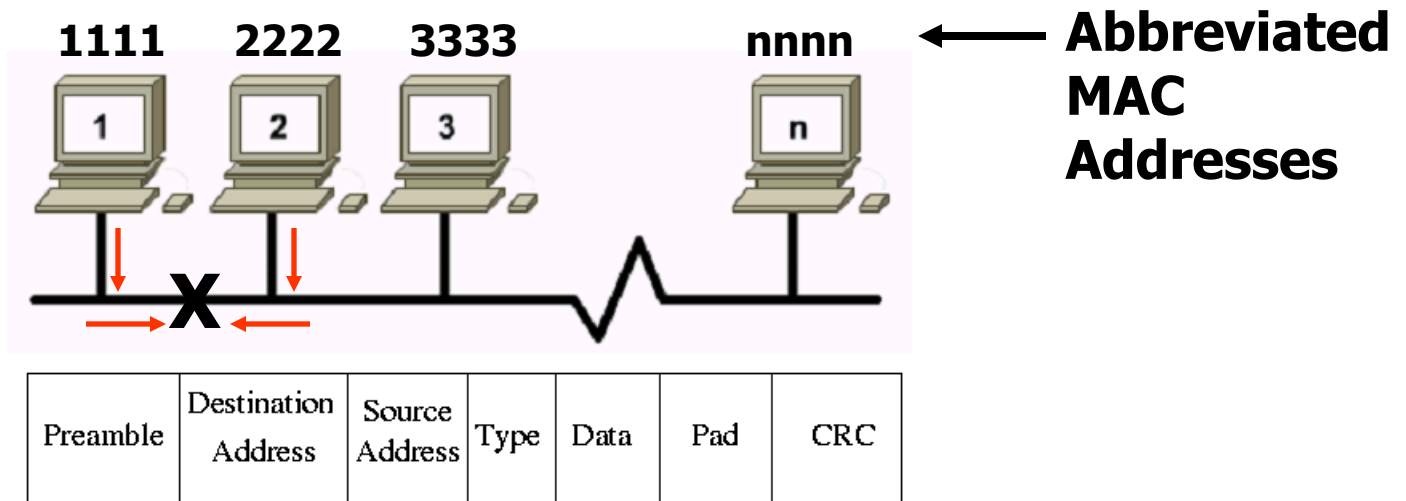 1111 2222 3333 nnnn
Abbreviated
MAC
Addresses
1 2 3 n
X
Preamble Destination Address Source Address Type Data Pad CRC